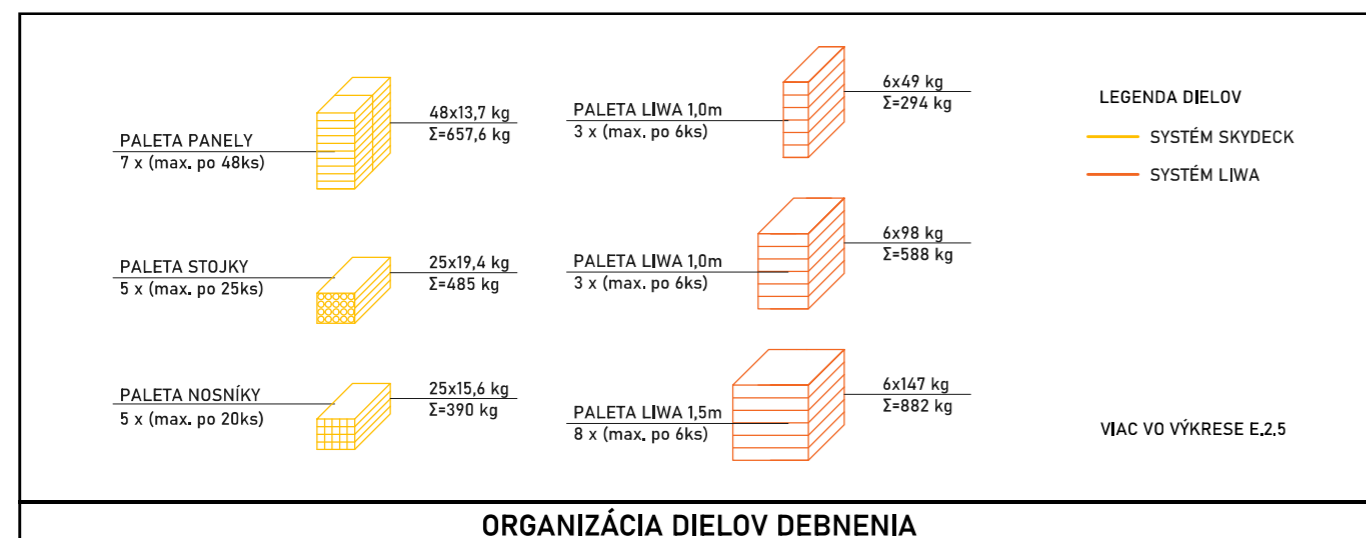 PALETA PANELY
7 x (max. po 48ks)
48x13,7 kg
Σ=657,6 kg
PALETA STOJKY
5 x (max. po 25ks)
25x19,4 kg
Σ=485 kg
PALETA NOSNÍKY
5 x (max. po 20ks)
25x15,6 kg
Σ=390 kg
PALETA LIWA 1,0m
3 x (max. po 6ks)
6x49 kg
Σ=294 kg
PALETA LIWA 1,0m
3 x (max. po 6ks)
6x98 kg
Σ=588 kg
PALETA LIWA 1,5m
8 x (max. po 6ks)
6x147 kg
Σ=882 kg
LEGENDA DIELOV
SYSTÉM SKYDECK
SYSTÉM LIWA
VIAC VO VÝKRESE E.2.5
ORGANIZÁCIA DIELOV DEBNENIA